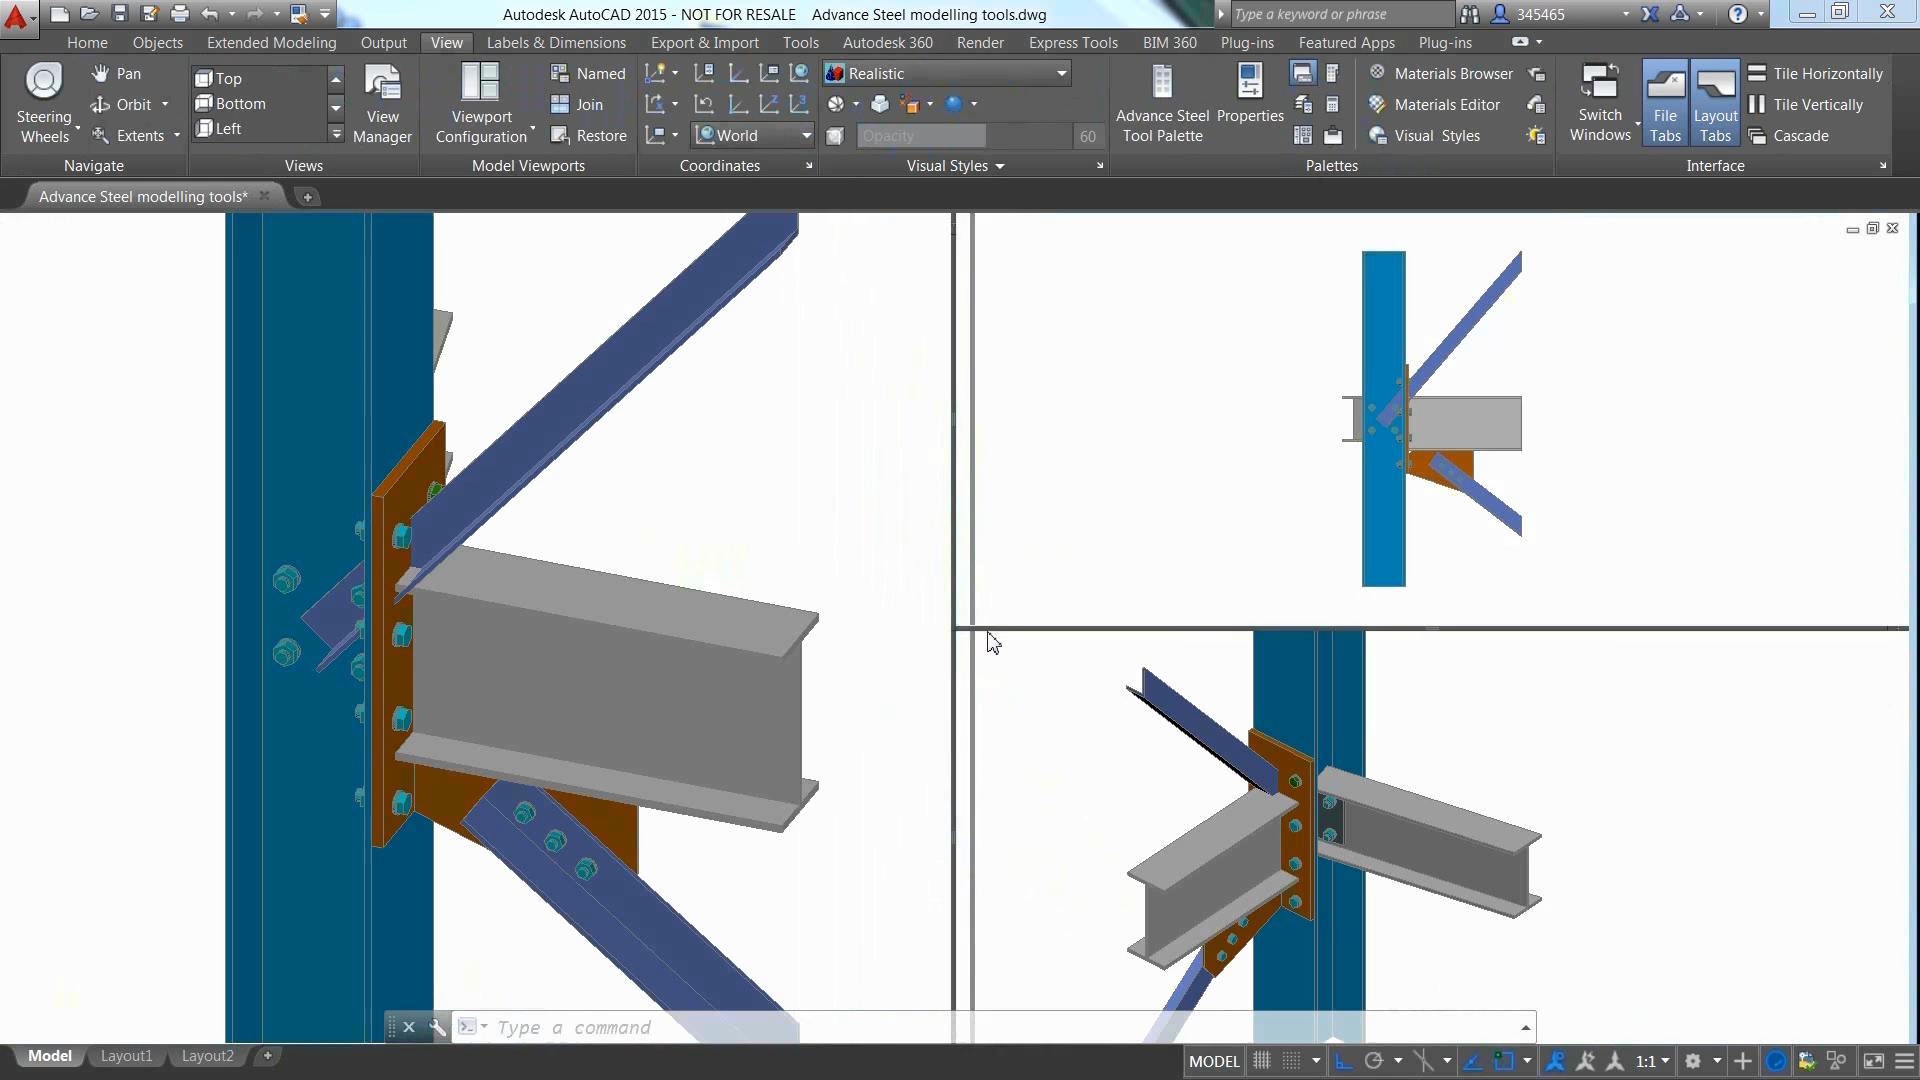 Autodesk AutoCAD 2015 - NOT FOR RESALE    Advance Steel modelling tools.dwg
Type a keyword or phrase
345465
Home Objects Extended Modeling Output View Labels & Dimensions Export & Import Tools Autodesk 360 Render Express Tools BIM 360 Plug-ins Featured Apps Plug-ins
Steering Wheels
Pan
Orbit
Extents
Navigate
Top
Bottom
Left
View Manager
Views
Viewport Configuration
Named
Join
Restore
Model Viewports
World
Coordinates
Realistic
Opacity 60
Visual Styles
Advance Steel Tool Palette
Properties
Materials Browser
Materials Editor
Visual Styles
Palettes
Switch Windows
File Tabs
Layout Tabs
Tile Horizontally
Tile Vertically
Cascade
Interface
Advance Steel modelling tools*
Type a command
Model Layout1 Layout2
MODEL
1:1